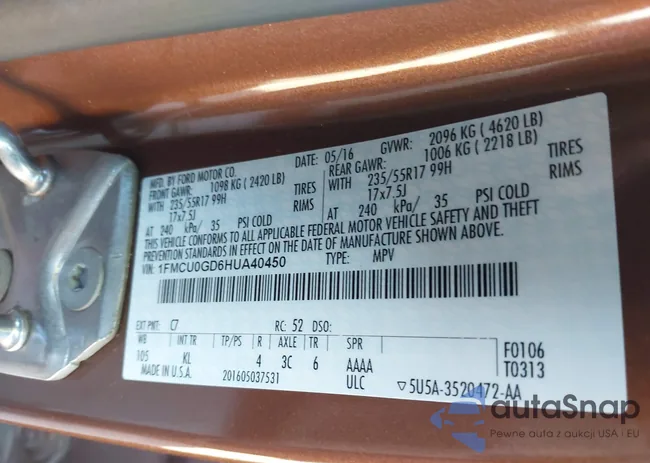 MFD. BY FORD MOTOR CO.
DATE: 05/16 GVWR: 2096 KG ( 4620 LB)
FRONT GAWR: 1098 KG ( 2420 LB)
REAR GAWR: 1006 KG ( 2218 LB)
WITH 235/55R17 99H TIRES
WITH 235/55R17 99H TIRES
17x7.5J RIMS
17x7.5J RIMS
AT 240 kPa/ 35 PSI COLD
AT 240 kPa/ 35 PSI COLD
THIS VEHICLE CONFORMS TO ALL APPLICABLE FEDERAL MOTOR VEHICLE SAFETY AND THEFT
PREVENTION STANDARDS IN EFFECT ON THE DATE OF MANUFACTURE SHOWN ABOVE.
VIN: 1FMCU0GD6HUA40450
TYPE: MPV
EXT PNT: C7 RC: 52 DSO:
WB INT TR TP/PS R AXLE TR SPR
105 KL 4 3C 6 AAAA
F0106
T0313
MADE IN U.S.A.
201605037531
ULC
▽5U5A-3520472-AA
autaSnap
Pewne auta z aukcji USA i EU